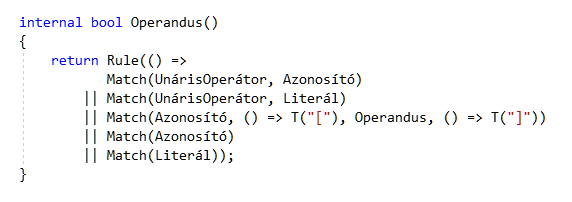 internal bool Operandus()
{
return Rule(() =>
Match(UnárisOperátor, Azonosító)
|| Match(UnárisOperátor, Literál)
|| Match(Azonosító, () => T("["), Operandus, () => T("]"))
|| Match(Azonosító)
|| Match(Literál));
}